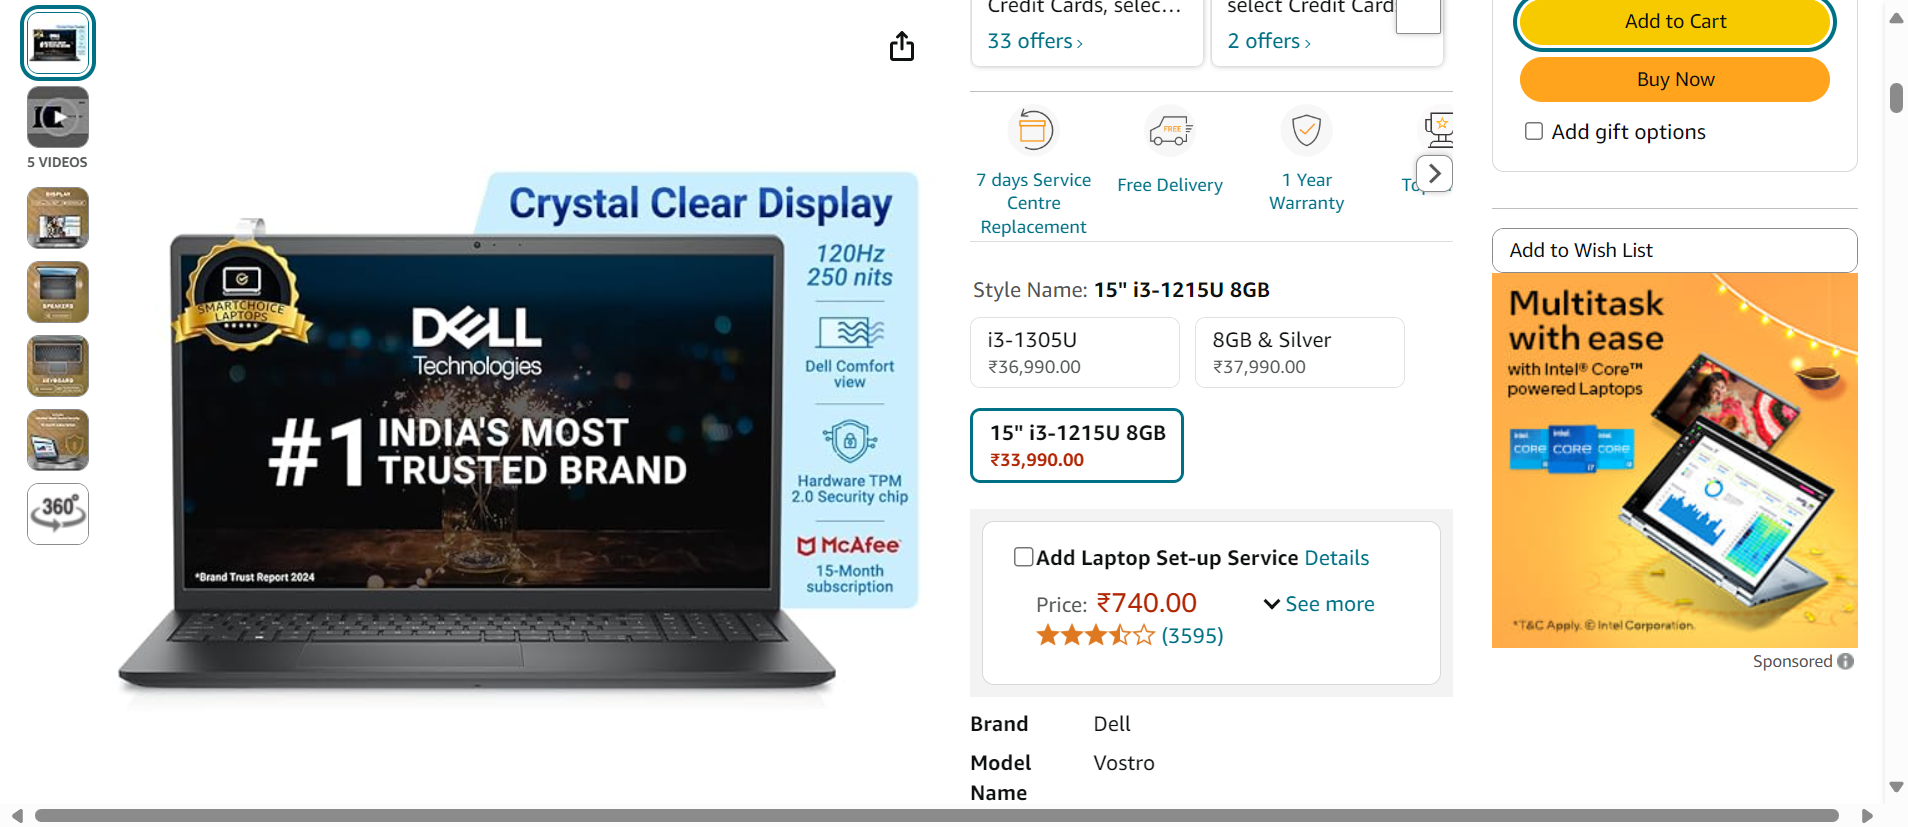 5 VIDEOS
DISPLAY
SPEAKERS
KEYBOARD
360°
Crystal Clear Display
120Hz
250 nits
Dell Comfort
view
Hardware TPM
2.0 Security chip
McAfee
15-Month
subscription
SMARTCHOICE
LAPTOPS
DELL
Technologies
#1 INDIA'S MOST
TRUSTED BRAND
*Brand Trust Report 2024
Credit Cards, selec...
33 offers ›
select Credit Card
2 offers ›
7 days Service
Centre
Replacement
FREE
Free Delivery
1 Year
Warranty
Style Name: 15" i3-1215U 8GB
i3-1305U
₹36,990.00
8GB & Silver
₹37,990.00
15" i3-1215U 8GB
₹33,990.00
Add Laptop Set-up Service Details
Price: ₹740.00
See more
(3595)
Brand Dell
Model Vostro
Name
Add to Cart
Buy Now
Add gift options
Add to Wish List
Multitask
with ease
with Intel® Core™
powered Laptops
intel
CORE
intel
CORE
i7
intel
CORE
*T&C Apply. © Intel Corporation.
Sponsored